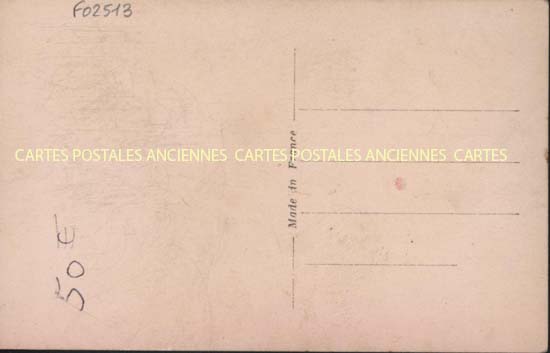 F02513
CARTES POSTALES ANCIENNES CARTES POSTALES ANCIENNES CARTES
Made in France
50 €